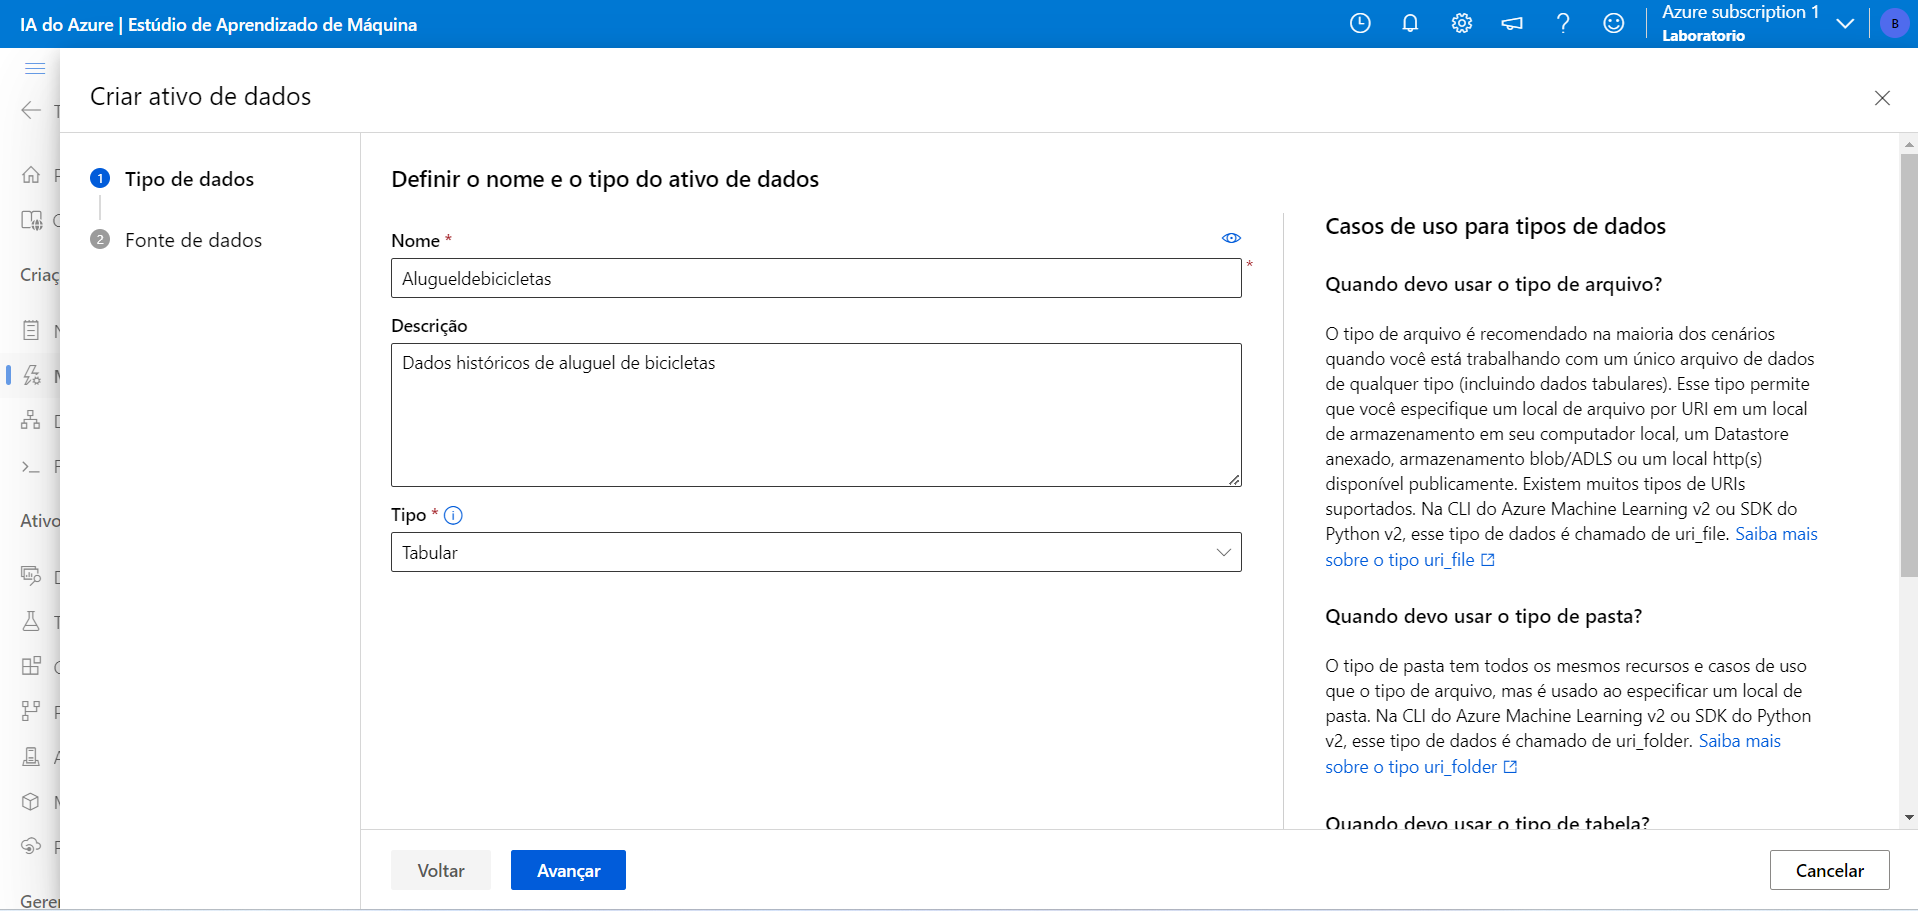 IA do Azure | Estúdio de Aprendizado de Máquina
Azure subscription 1
Laboratorio
B
Criar ativo de dados
1 Tipo de dados
2 Fonte de dados
Criaç
Ativo
Geren
Definir o nome e o tipo do ativo de dados
Nome *
Alugueldebicicletas
*
Descrição
Dados históricos de aluguel de bicicletas
Tipo *
Tabular
Casos de uso para tipos de dados
Quando devo usar o tipo de arquivo?
O tipo de arquivo é recomendado na maioria dos cenários
quando você está trabalhando com um único arquivo de dados
de qualquer tipo (incluindo dados tabulares). Esse tipo permite
que você especifique um local de arquivo por URI em um local
de armazenamento em seu computador local, um Datastore
anexado, armazenamento blob/ADLS ou um local http(s)
disponível publicamente. Existem muitos tipos de URIs
suportados. Na CLI do Azure Machine Learning v2 ou SDK do
Python v2, esse tipo de dados é chamado de uri_file. Saiba mais
sobre o tipo uri_file
Quando devo usar o tipo de pasta?
O tipo de pasta tem todos os mesmos recursos e casos de uso
que o tipo de arquivo, mas é usado ao especificar um local de
pasta. Na CLI do Azure Machine Learning v2 ou SDK do Python
v2, esse tipo de dados é chamado de uri_folder. Saiba mais
sobre o tipo uri_folder
Quando devo usar o tipo de tabela?
Voltar
Avançar
Cancelar